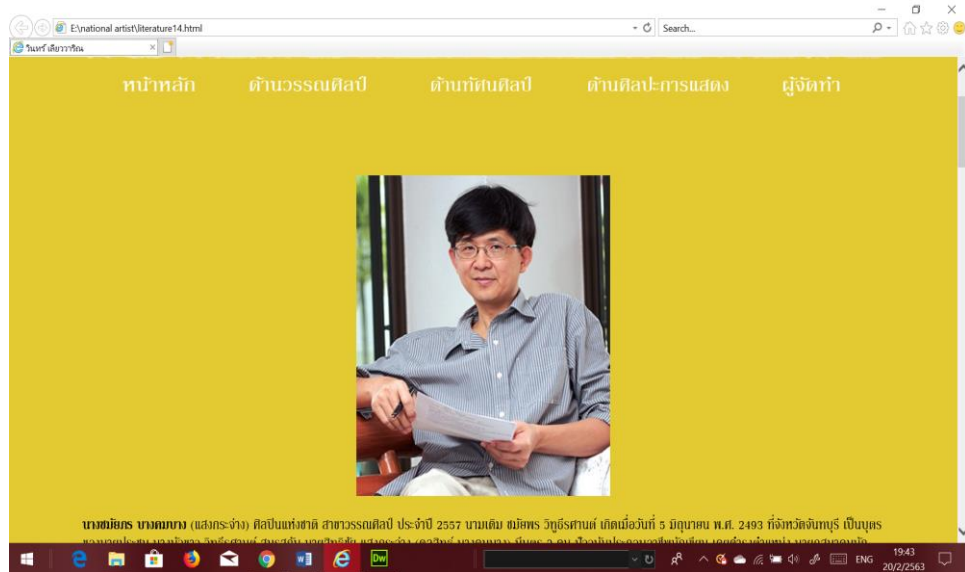 E:\national artist\literature14.html
Search...
วินทร์ เลียววาริณ
หน้าหลัก ด้านวรรณศิลป์ ด้านทัศนศิลป์ ด้านศิลปะการแสดง ผู้จัดทำ
นางชมัยภร บางคมบาง (แสงกระจ่าง) ศิลปินแห่งชาติ สาขาวรรณศิลป์ ประจำปี 2557 นามเดิม ชมัยพร วิทูธีรศานต์ เกิดเมื่อวันที่ 5 มิถุนายน พ.ศ. 2493 ที่จังหวัดจันทบุรี เป็นบุตร
Dw
ENG
19:43
20/2/2563